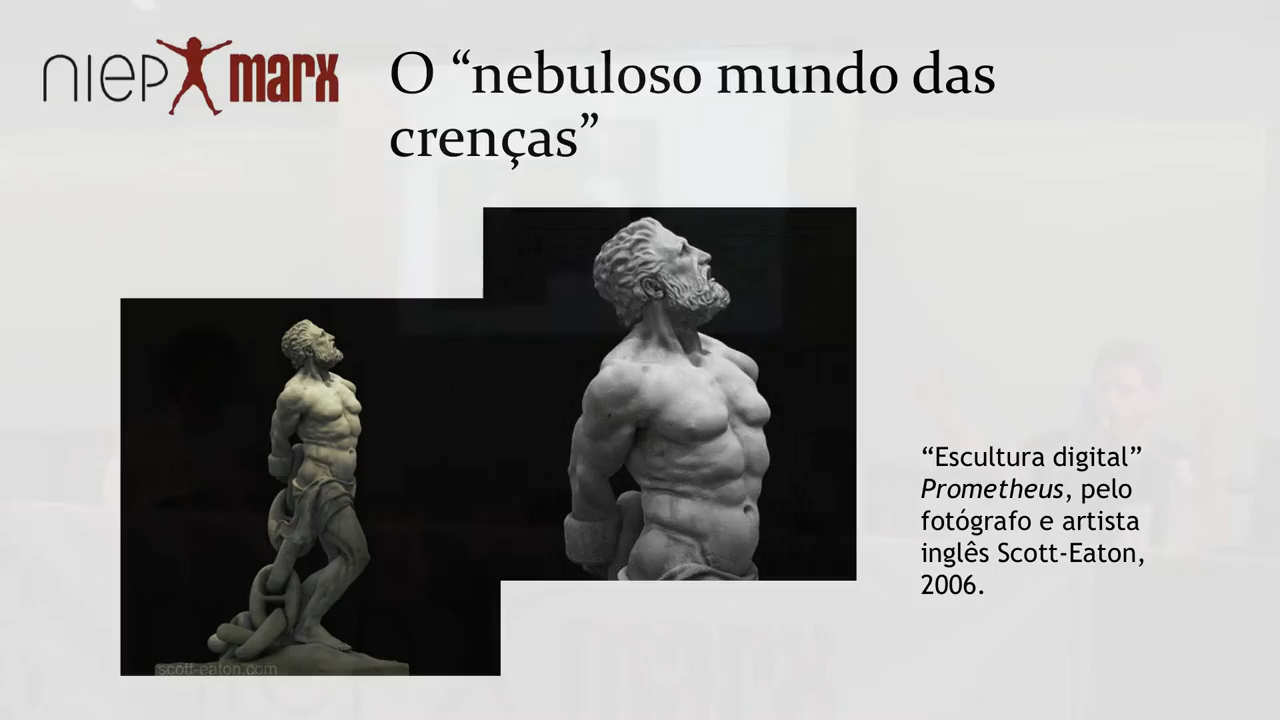 niep marx
O “nebuloso mundo das
crenças”
“Escultura digital”
Prometheus, pelo
fotógrafo e artista
inglês Scott-Eaton,
2006.
scott-eaton.com